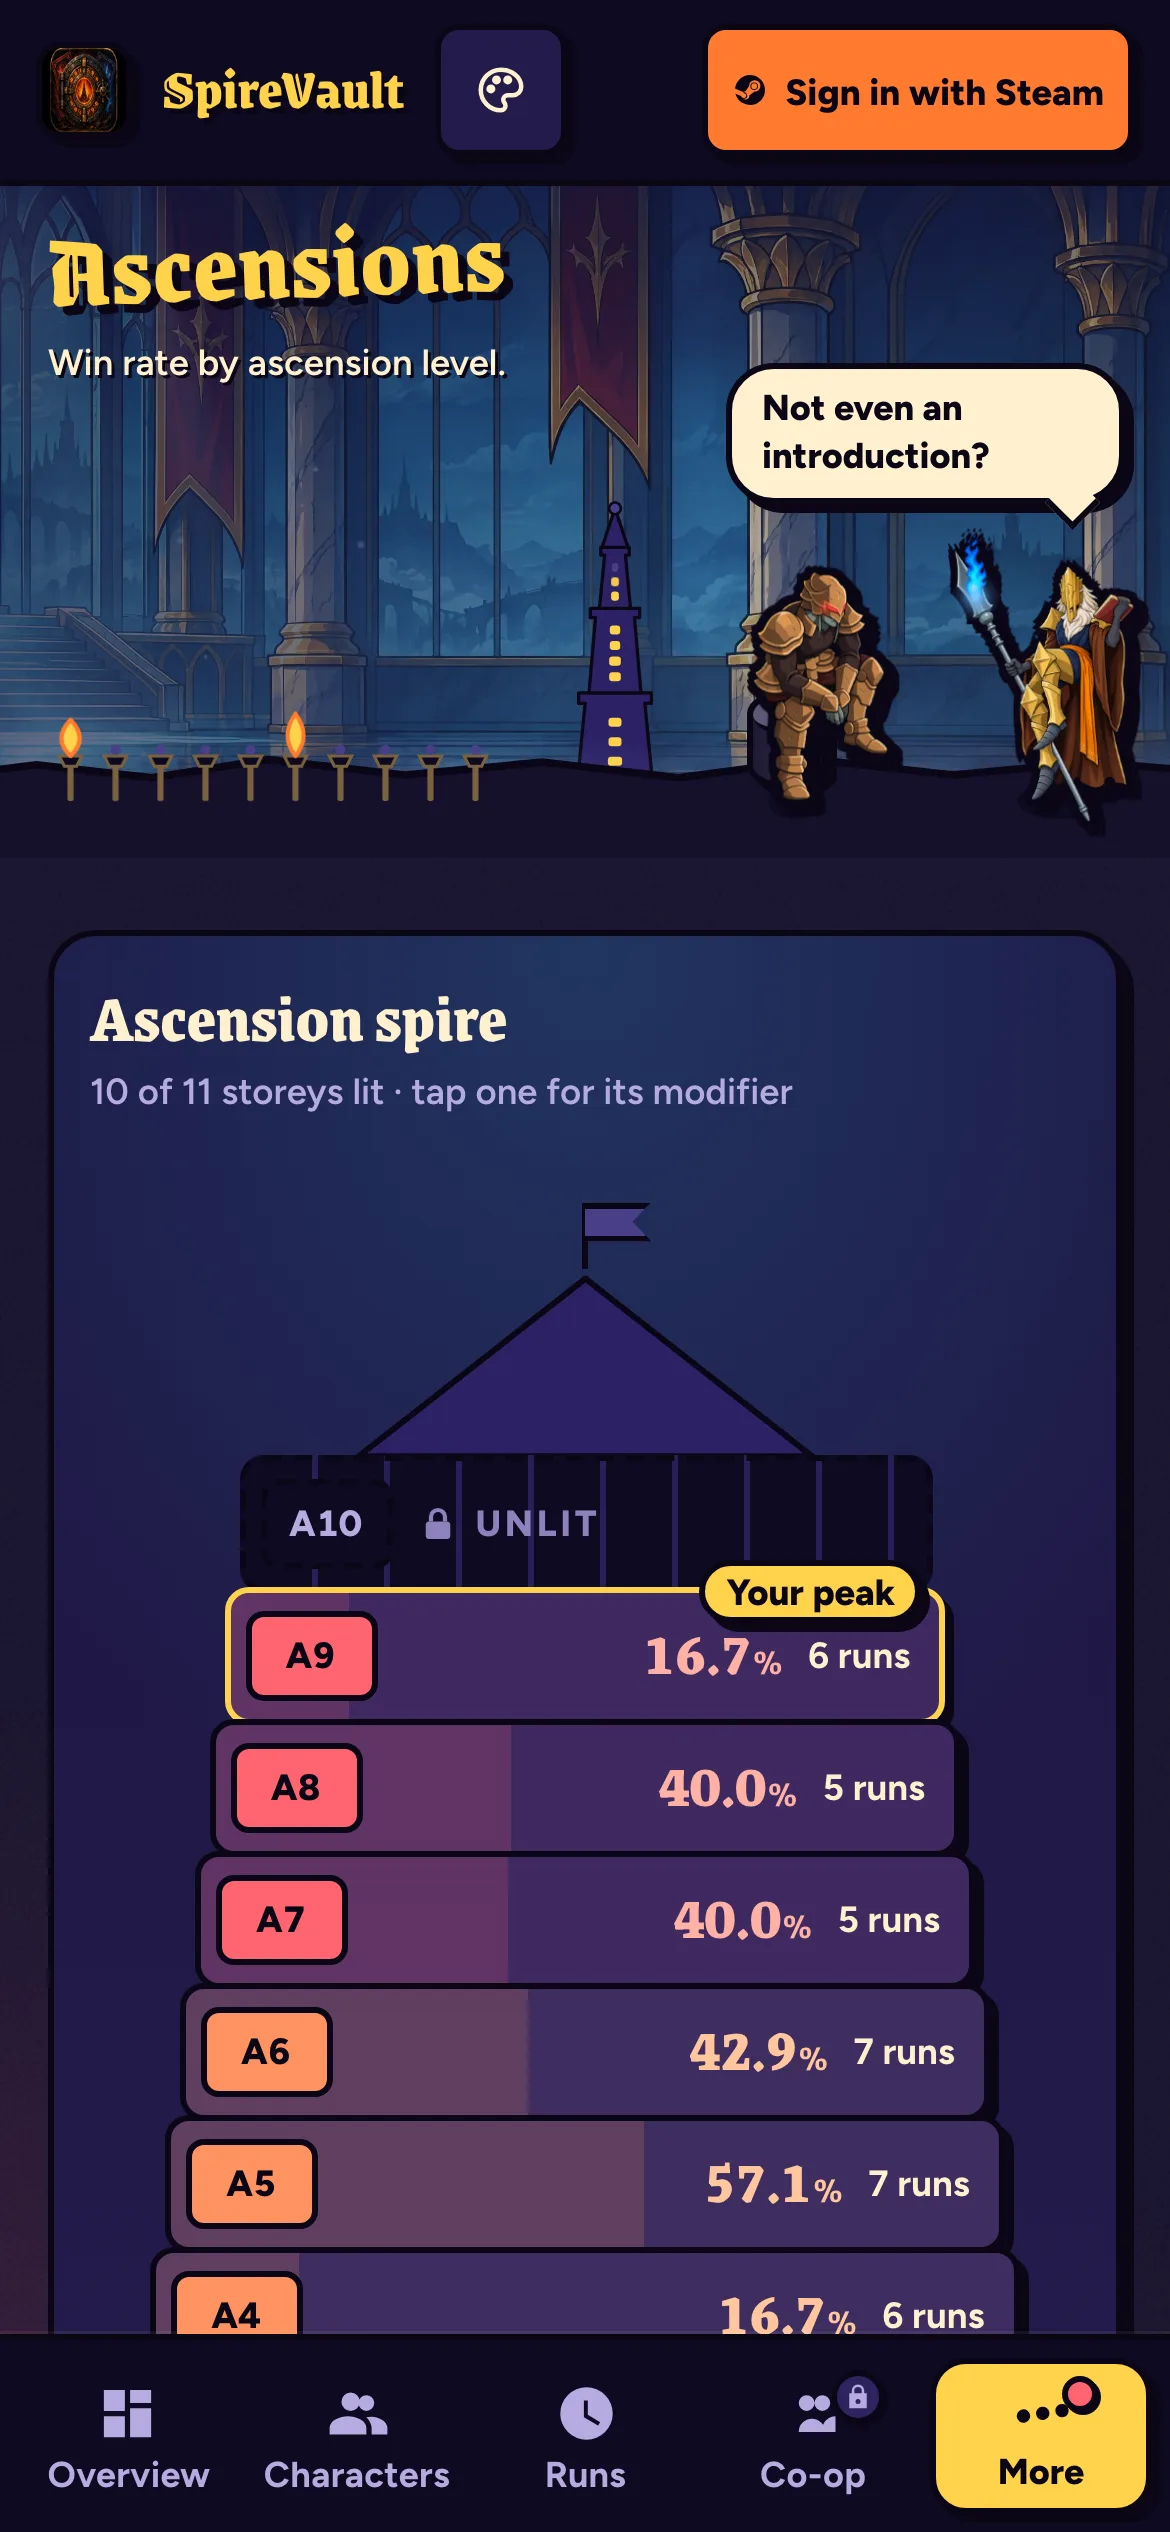 SpireVault
Sign in with Steam
Ascensions
Win rate by ascension level.
Not even an
introduction?
Ascension spire
10 of 11 storeys lit · tap one for its modifier
A10 UNLIT
Your peak
A9 16.7% 6 runs
A8 40.0% 5 runs
A7 40.0% 5 runs
A6 42.9% 7 runs
A5 57.1% 7 runs
A4 16.7% 6 runs
Overview Characters Runs Co-op More